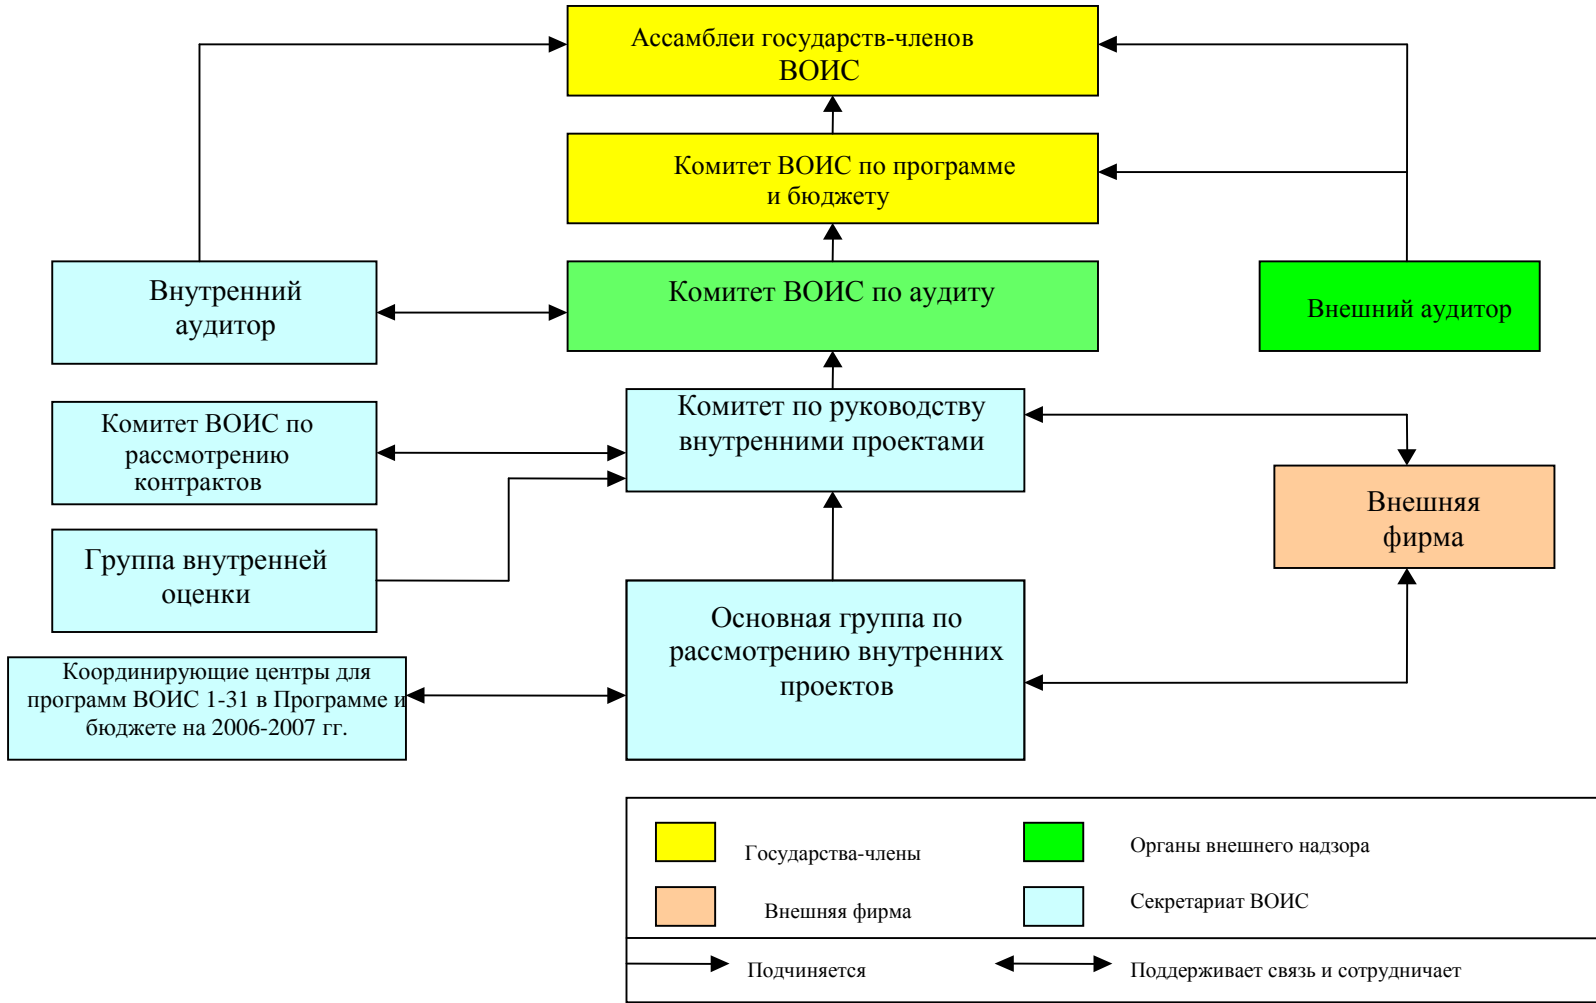 Ассамблеи государств-членов
ВОИС
Комитет ВОИС по программе
и бюджету
Внутренний
аудитор
Комитет ВОИС по аудиту
Внешний аудитор
Комитет ВОИС по
рассмотрению
контрактов
Комитет по руководству
внутренними проектами
Внешняя
фирма
Группа внутренней
оценки
Основная группа по
рассмотрению внутренних
проектов
Координирующие центры для
программ ВОИС 1-31 в Программе и
бюджете на 2006-2007 гг.
Государства-члены
Органы внешнего надзора
Внешняя фирма
Секретариат ВОИС
Подчиняется
Поддерживает связь и сотрудничает